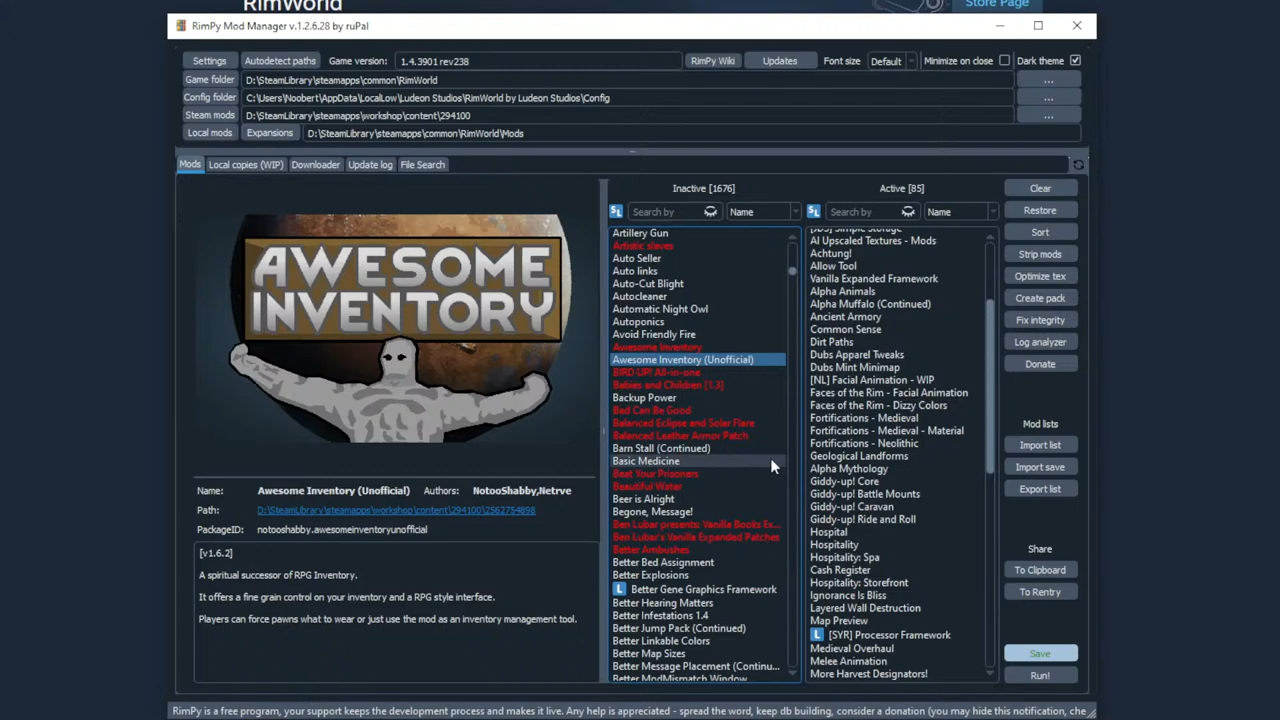 RimWorld
Store Page
RimPy Mod Manager v.1.2.6.28 by ruPal
Settings
Autodetect paths
Game version:
1.4.3901 rev238
RimPy Wiki
Updates
Font size
Default
Minimize on close
Dark theme
Game folder
D:\SteamLibrary\steamapps\common\RimWorld
...
Config folder
C:\Users\Noobert\AppData\LocalLow\Ludeon Studios\RimWorld by Ludeon Studios\Config
...
Steam mods
D:\SteamLibrary\steamapps\workshop\content\294100
...
Local mods
Expansions
D:\SteamLibrary\steamapps\common\RimWorld\Mods
Mods
Local copies (WIP)
Downloader
Update log
File Search
AWESOME
INVENTORY
Name:
Awesome Inventory (Unofficial)
Authors:
NotooShabby,Netrve
Path:
D:\SteamLibrary\steamapps\workshop\content\294100\2562754898
PackageID:
notooshabby.awesomeinventoryunofficial
[v1.6.2]
A spiritual successor of RPG Inventory.
It offers a fine grain control on your inventory and a RPG style interface.
Players can force pawns what to wear or just use the mod as an inventory management tool.
Inactive [1676]
SL
Search by
Name
Artillery Gun
Artistic slaves
Auto Seller
Auto links
Auto-Cut Blight
Autocleaner
Automatic Night Owl
Autoponics
Avoid Friendly Fire
Awesome Inventory
Awesome Inventory (Unofficial)
BIRD-UP! All-in-one
Babies and Children [1.3]
Backup Power
Bad Can Be Good
Balanced Eclipse and Solar Flare
Balanced Leather Armor Patch
Barn Stall (Continued)
Basic Medicine
Beat Your Prisoners
Beautiful Water
Beer is Alright
Begone, Message!
Ben Lubar presents: Vanilla Books Ex...
Ben Lubar's Vanilla Expanded Patches
Better Ambushes
Better Bed Assignment
Better Explosions
L Better Gene Graphics Framework
Better Hearing Matters
Better Infestations 1.4
Better Jump Pack (Continued)
Better Linkable Colors
Better Map Sizes
Better Message Placement (Continu...
Better ModMismatch Window
Active [85]
SL
Search by
Name
[JDS] Simple Storage
AI Upscaled Textures - Mods
Achtung!
Allow Tool
Vanilla Expanded Framework
Alpha Animals
Alpha Muffalo (Continued)
Ancient Armory
Common Sense
Dirt Paths
Dubs Apparel Tweaks
Dubs Mint Minimap
[NL] Facial Animation - WIP
Faces of the Rim - Facial Animation
Faces of the Rim - Dizzy Colors
Fortifications - Medieval
Fortifications - Medieval - Material
Fortifications - Neolithic
Geological Landforms
Alpha Mythology
Giddy-up! Core
Giddy-up! Battle Mounts
Giddy-up! Caravan
Giddy-up! Ride and Roll
Hospital
Hospitality
Hospitality: Spa
Cash Register
Hospitality: Storefront
Ignorance Is Bliss
Layered Wall Destruction
Map Preview
L [SYR] Processor Framework
Medieval Overhaul
Melee Animation
More Harvest Designators!
Clear
Restore
Sort
Strip mods
Optimize tex
Create pack
Fix integrity
Log analyzer
Donate
Mod lists
Import list
Import save
Export list
Share
To Clipboard
To Rentry
Save
Run!
RimPy is a free program, your support keeps the development process and makes it live. Any help is appreciated - spread the word, keep db building, consider a donation (you may hide this notification, che